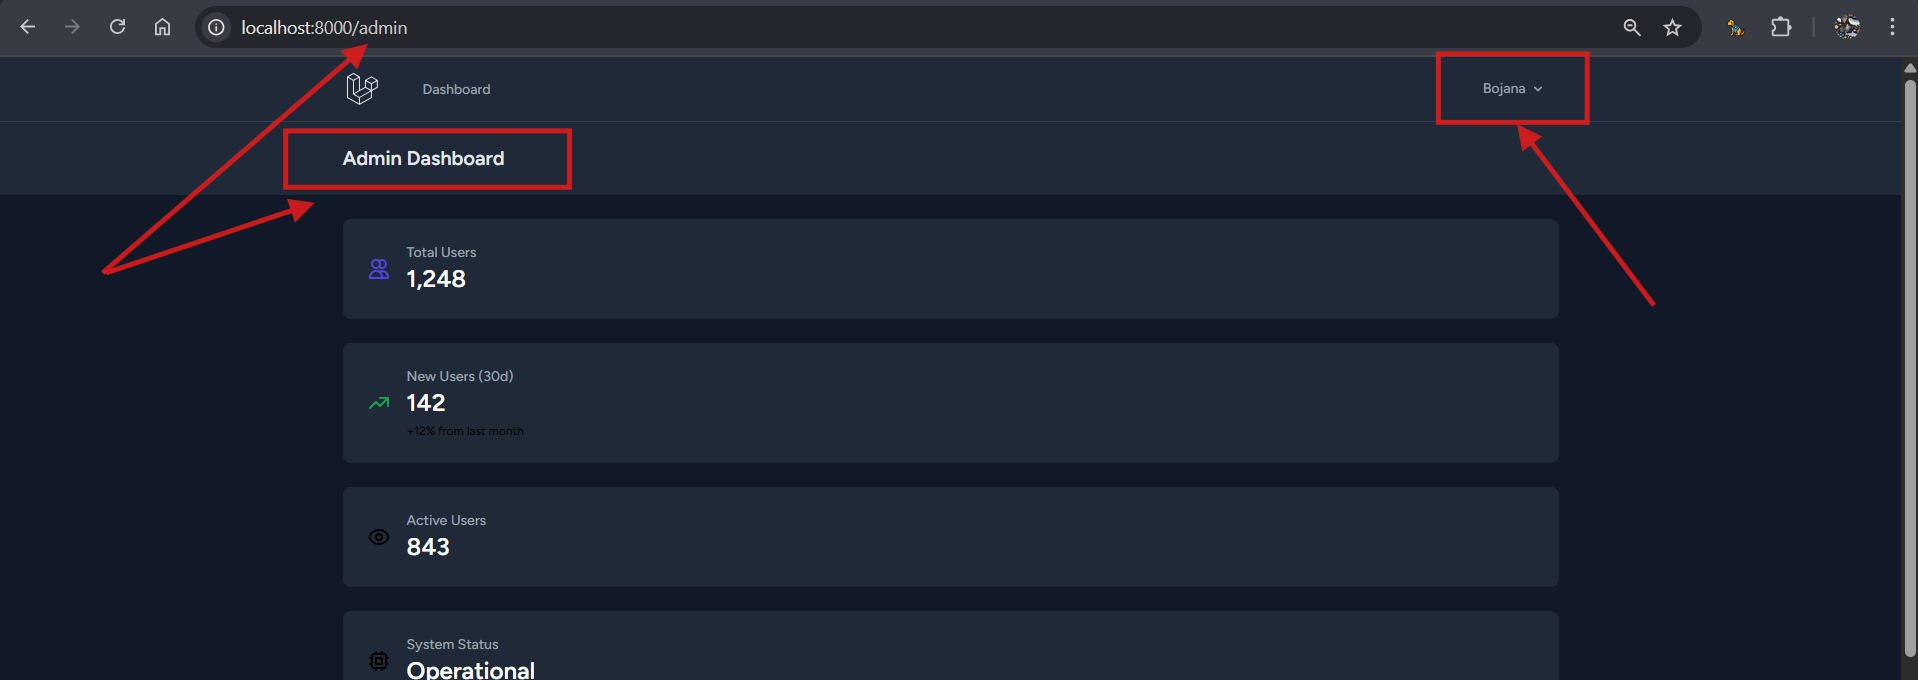 localhost:8000/admin
Dashboard
Bojana
Admin Dashboard
Total Users
1,248
New Users (30d)
142
+12% from last month
Active Users
843
System Status
Operational